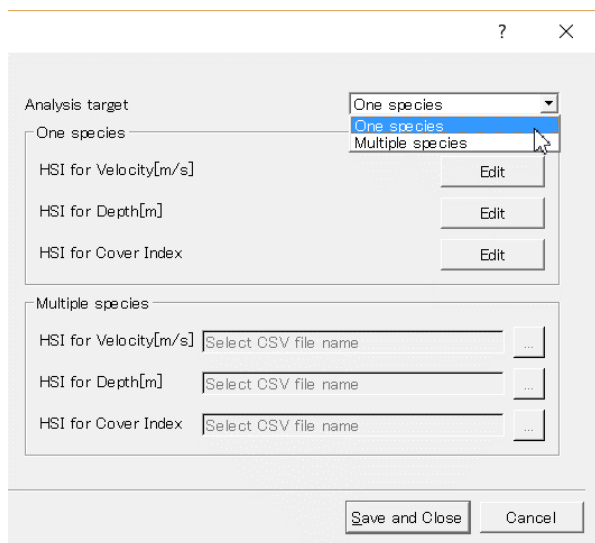 ?
Analysis target One species
One species
Multiple species
One species
HSI for Velocity[m/s] Edit
HSI for Depth[m] Edit
HSI for Cover Index Edit
Multiple species
HSI for Velocity[m/s] Select CSV file name ...
HSI for Depth[m] Select CSV file name ...
HSI for Cover Index Select CSV file name ...
Save and Close Cancel